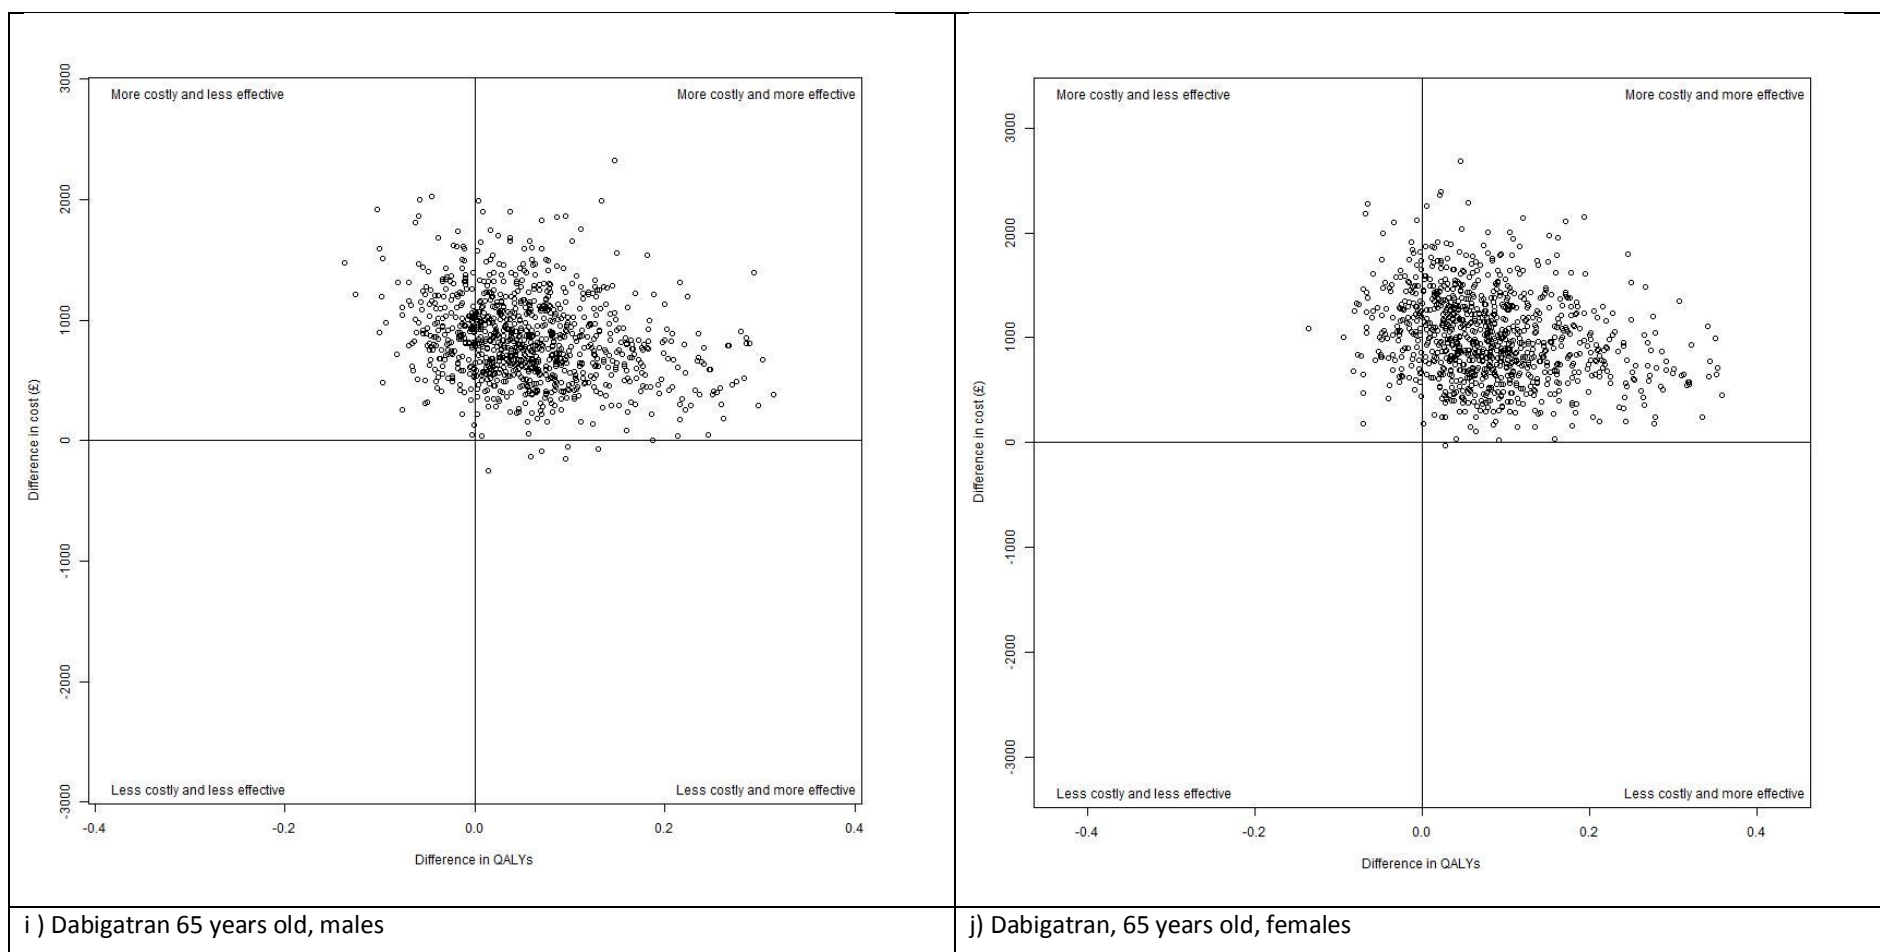 3000
2000
1000
0
-1000
-2000
-3000
Difference in cost (£)
More costly and less effective
More costly and more effective
Less costly and less effective
Less costly and more effective
-0.4
-0.2
0.0
0.2
0.4
Difference in QALYs
i ) Dabigatran 65 years old, males
3000
2000
1000
0
-1000
-2000
-3000
Difference in cost (£)
More costly and less effective
More costly and more effective
Less costly and less effective
Less costly and more effective
-0.4
-0.2
0.0
0.2
0.4
Difference in QALYs
j) Dabigatran, 65 years old, females